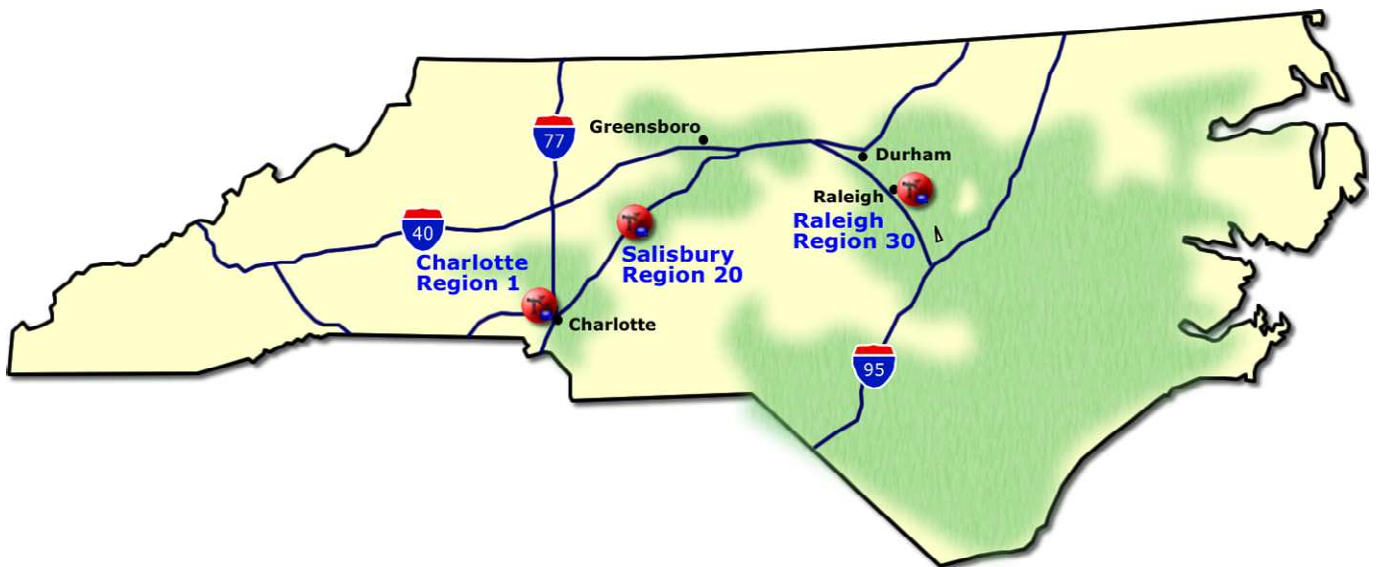 77
Greensboro
Durham
Raleigh
Raleigh
Region 30
40
Charlotte
Region 1
Salisbury
Region 20
Charlotte
95